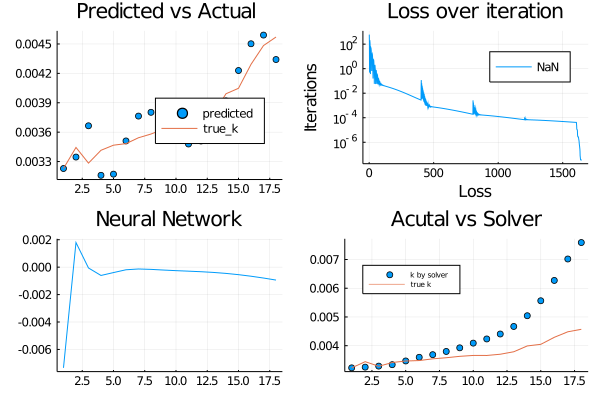 Predicted vs Actual
0.0045
0.0042
0.0039
0.0036
0.0033
predicted
true_k
2.5 5.0 7.5 10.0 12.5 15.0 17.5
Loss over iteration
Iterations
10^2
10^0
10^-2
10^-4
10^-6
NaN
0 500 1000 1500
Loss
Neural Network
0.002
0.000
-0.002
-0.004
-0.006
2.5 5.0 7.5 10.0 12.5 15.0 17.5
Acutal vs Solver
0.007
0.006
0.005
0.004
k by solver
true k
2.5 5.0 7.5 10.0 12.5 15.0 17.5